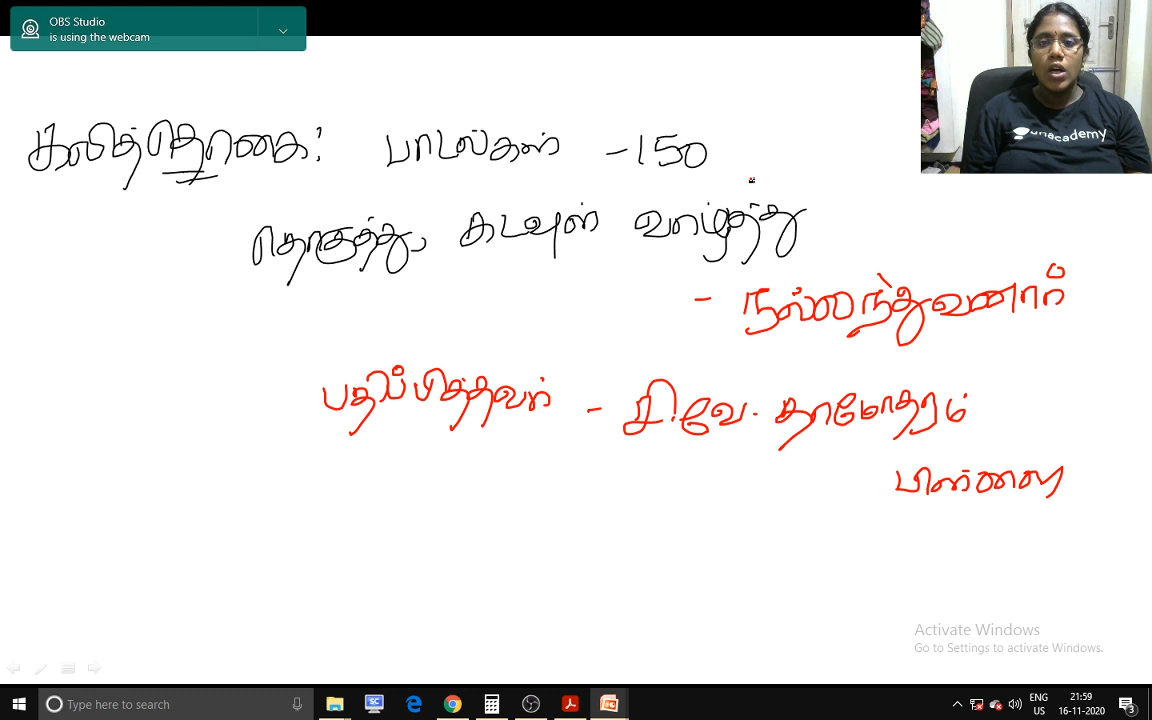 OBS Studio
is using the webcam
unacademy
கலித்தொகை: பாடல்கள் - 150
தொகுத்து, கடவுள் வாழ்த்து
- நல்லந்துவனார்
பதிப்பித்தவர் - சி.வை. தாமோதரம்
பிள்ளை
Activate Windows
Go to Settings to activate Windows.
Type here to search
ENG
US
21:59
16-11-2020
3